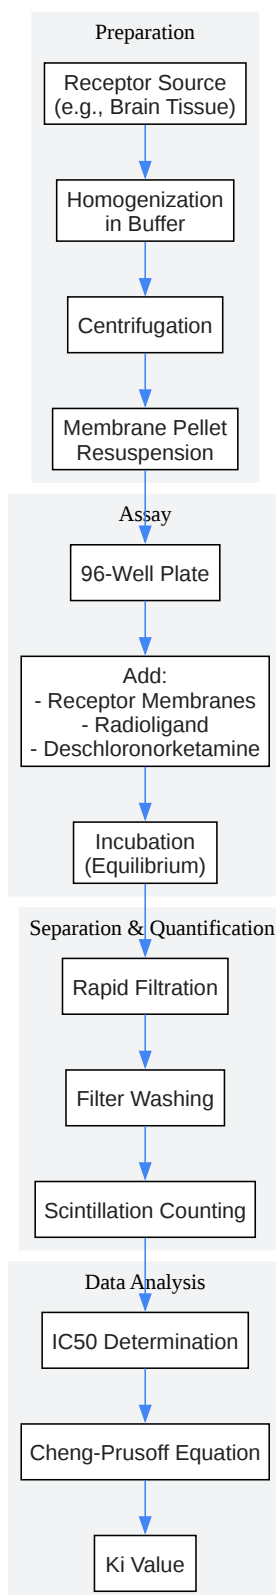 Preparation
Receptor Source
(e.g., Brain Tissue)
Homogenization
in Buffer
Centrifugation
Membrane Pellet
Resuspension
Assay
96-Well Plate
Add:
- Receptor Membranes
- Radioligand
- Deschloronorketamine
Incubation
(Equilibrium)
Separation & Quantification
Rapid Filtration
Filter Washing
Scintillation Counting
Data Analysis
IC50 Determination
Cheng-Prusoff Equation
Ki Value